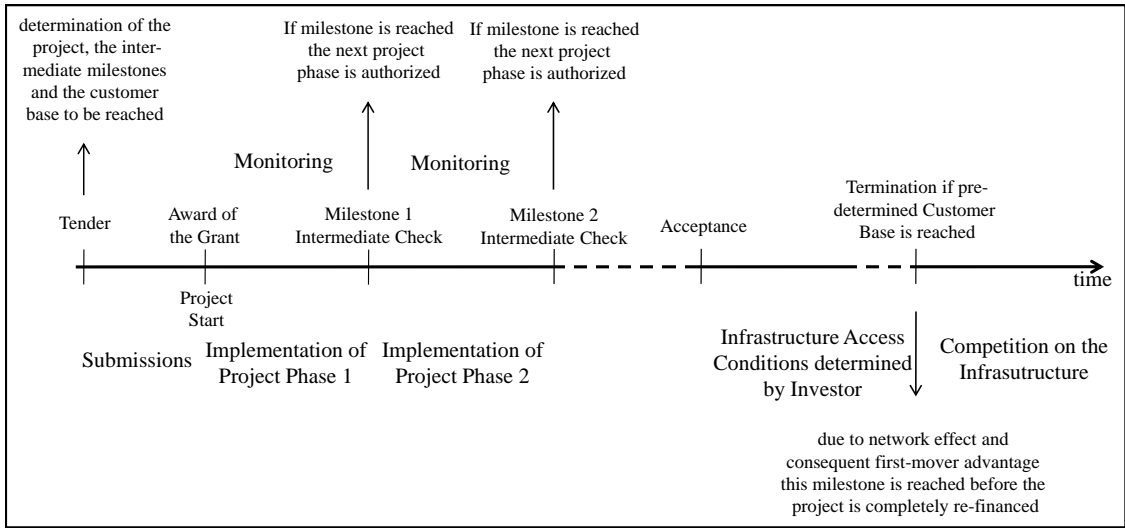 determination of the
project, the inter-
mediate milestones
and the customer
base to be reached
If milestone is reached
the next project
phase is authorized
If milestone is reached
the next project
phase is authorized
Monitoring
Monitoring
Tender
Award of
the Grant
Milestone 1
Intermediate Check
Milestone 2
Intermediate Check
Acceptance
Termination if pre-
determined Customer
Base is reached
time
Project
Start
Submissions
Implementation of
Project Phase 1
Implementation of
Project Phase 2
Infrastructure Access
Conditions determined
by Investor
Competition on the
Infrasutructure
due to network effect and
consequent first-mover advantage
this milestone is reached before the
project is completely re-financed